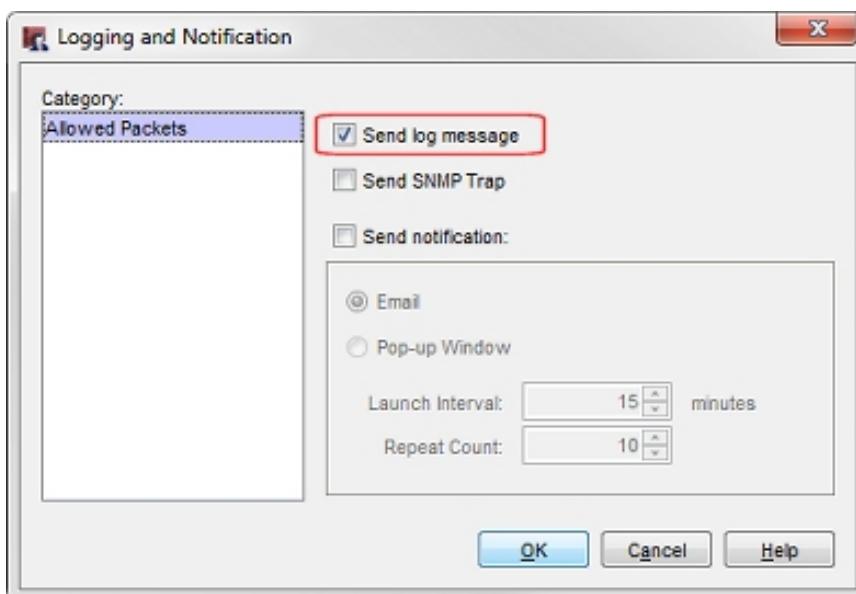 Logging and Notification
Category:
Allowed Packets
Send log message
Send SNMP Trap
Send notification:
Email
Pop-up Window
Launch Interval: 15 minutes
Repeat Count: 10
OK Cancel Help